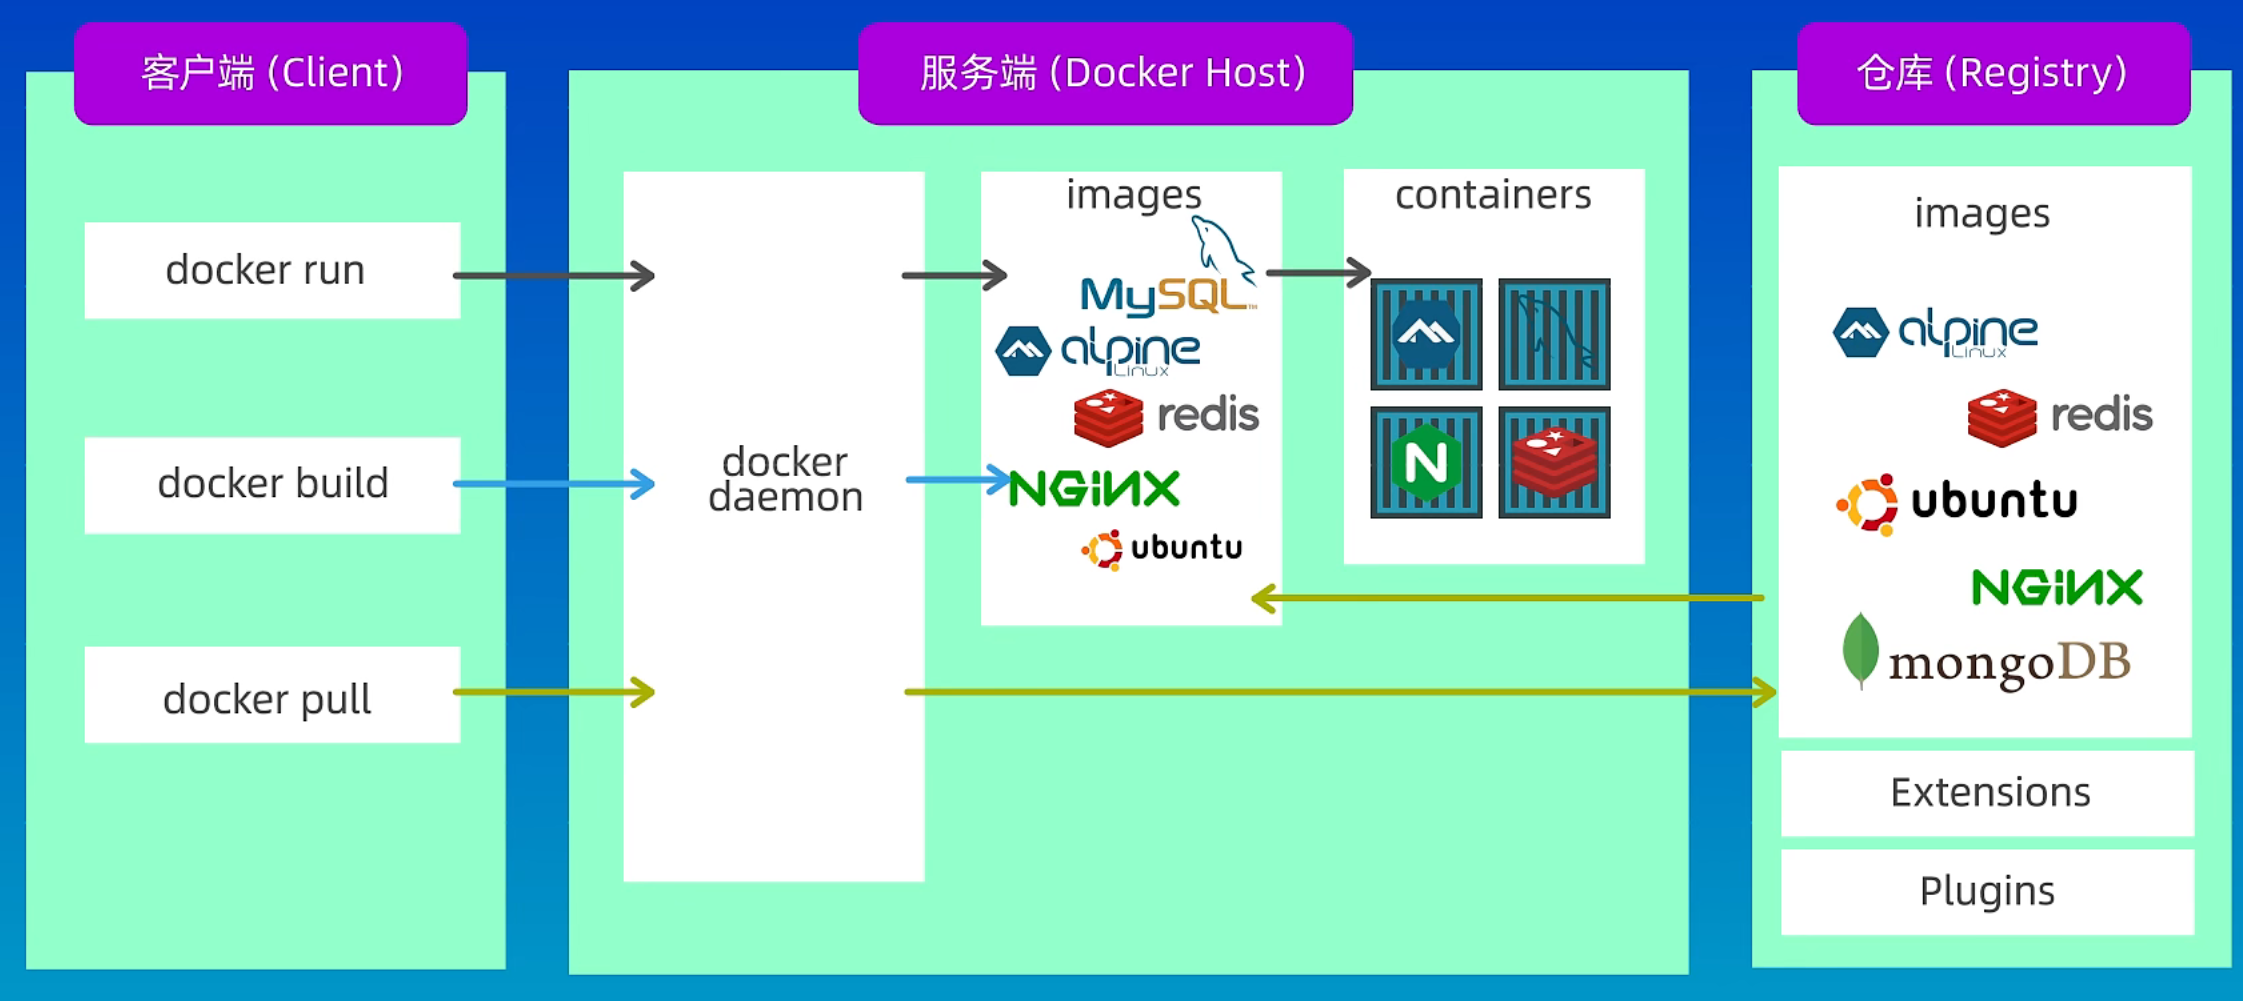 客户端 (Client)
docker run
docker build
docker pull
服务端 (Docker Host)
docker
daemon
images
MySQL™
alpine
Linux
redis
NGINX
ubuntu
containers
N
仓库 (Registry)
images
alpine
Linux
redis
ubuntu
NGINX
mongoDB
Extensions
Plugins